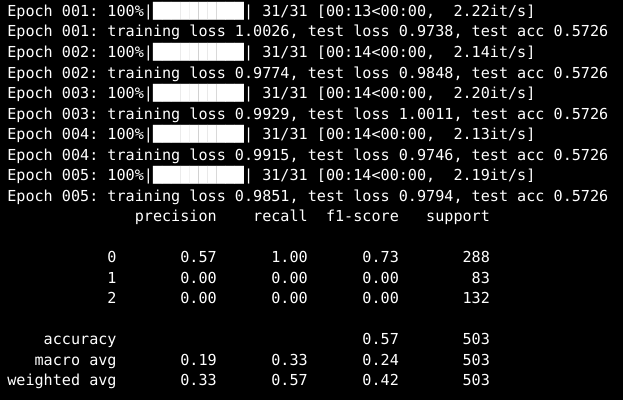 Epoch 001: 100%|██████████| 31/31 [00:13<00:00, 2.22it/s]
Epoch 001: training loss 1.0026, test loss 0.9738, test acc 0.5726
Epoch 002: 100%|██████████| 31/31 [00:14<00:00, 2.14it/s]
Epoch 002: training loss 0.9774, test loss 0.9848, test acc 0.5726
Epoch 003: 100%|██████████| 31/31 [00:14<00:00, 2.20it/s]
Epoch 003: training loss 0.9929, test loss 1.0011, test acc 0.5726
Epoch 004: 100%|██████████| 31/31 [00:14<00:00, 2.13it/s]
Epoch 004: training loss 0.9915, test loss 0.9746, test acc 0.5726
Epoch 005: 100%|██████████| 31/31 [00:14<00:00, 2.19it/s]
Epoch 005: training loss 0.9851, test loss 0.9794, test acc 0.5726
precision recall f1-score support
0 0.57 1.00 0.73 288
1 0.00 0.00 0.00 83
2 0.00 0.00 0.00 132
accuracy 0.57 503
macro avg 0.19 0.33 0.24 503
weighted avg 0.33 0.57 0.42 503